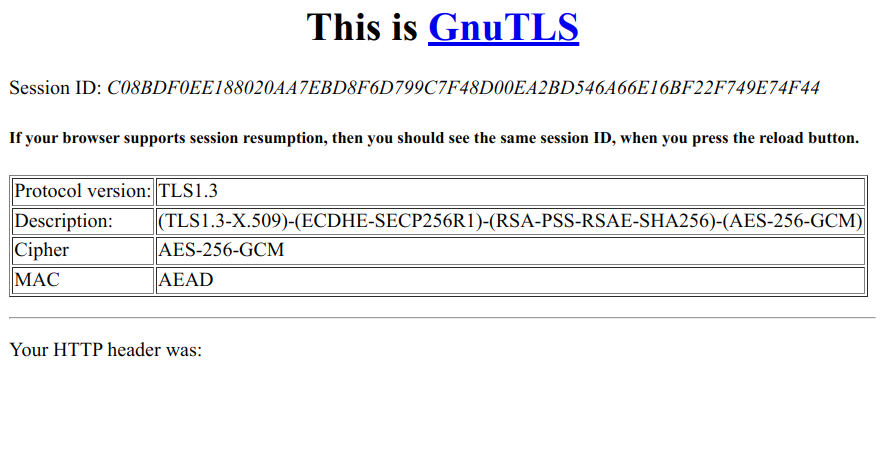 This is GnuTLS
Session ID: C08BDF0EE188020AA7EBD8F6D799C7F48D00EA2BD546A66E16BF22F749E74F44
If your browser supports session resumption, then you should see the same session ID, when you press the reload button.
Protocol version: TLS1.3
Description: (TLS1.3-X.509)-(ECDHE-SECP256R1)-(RSA-PSS-RSAE-SHA256)-(AES-256-GCM)
Cipher AES-256-GCM
MAC AEAD
Your HTTP header was: